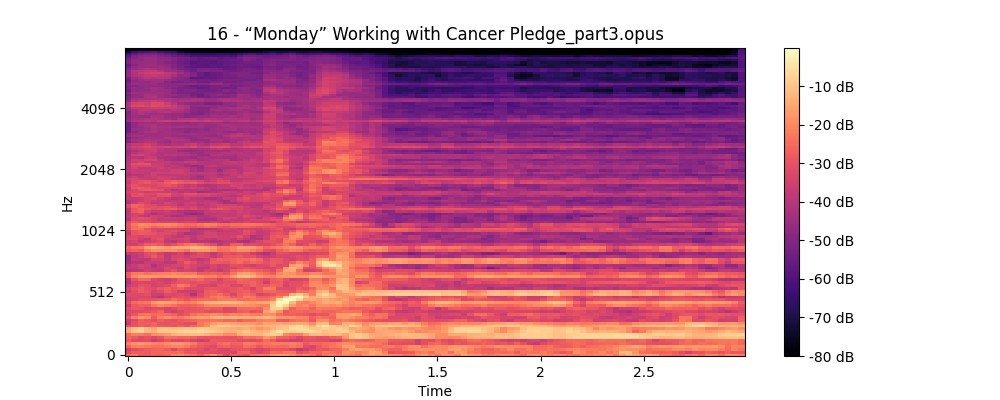 16 - “Monday” Working with Cancer Pledge_part3.opus
Hz
4096
2048
1024
512
0
0
0.5
1
1.5
2
2.5
Time
-10 dB
-20 dB
-30 dB
-40 dB
-50 dB
-60 dB
-70 dB
-80 dB